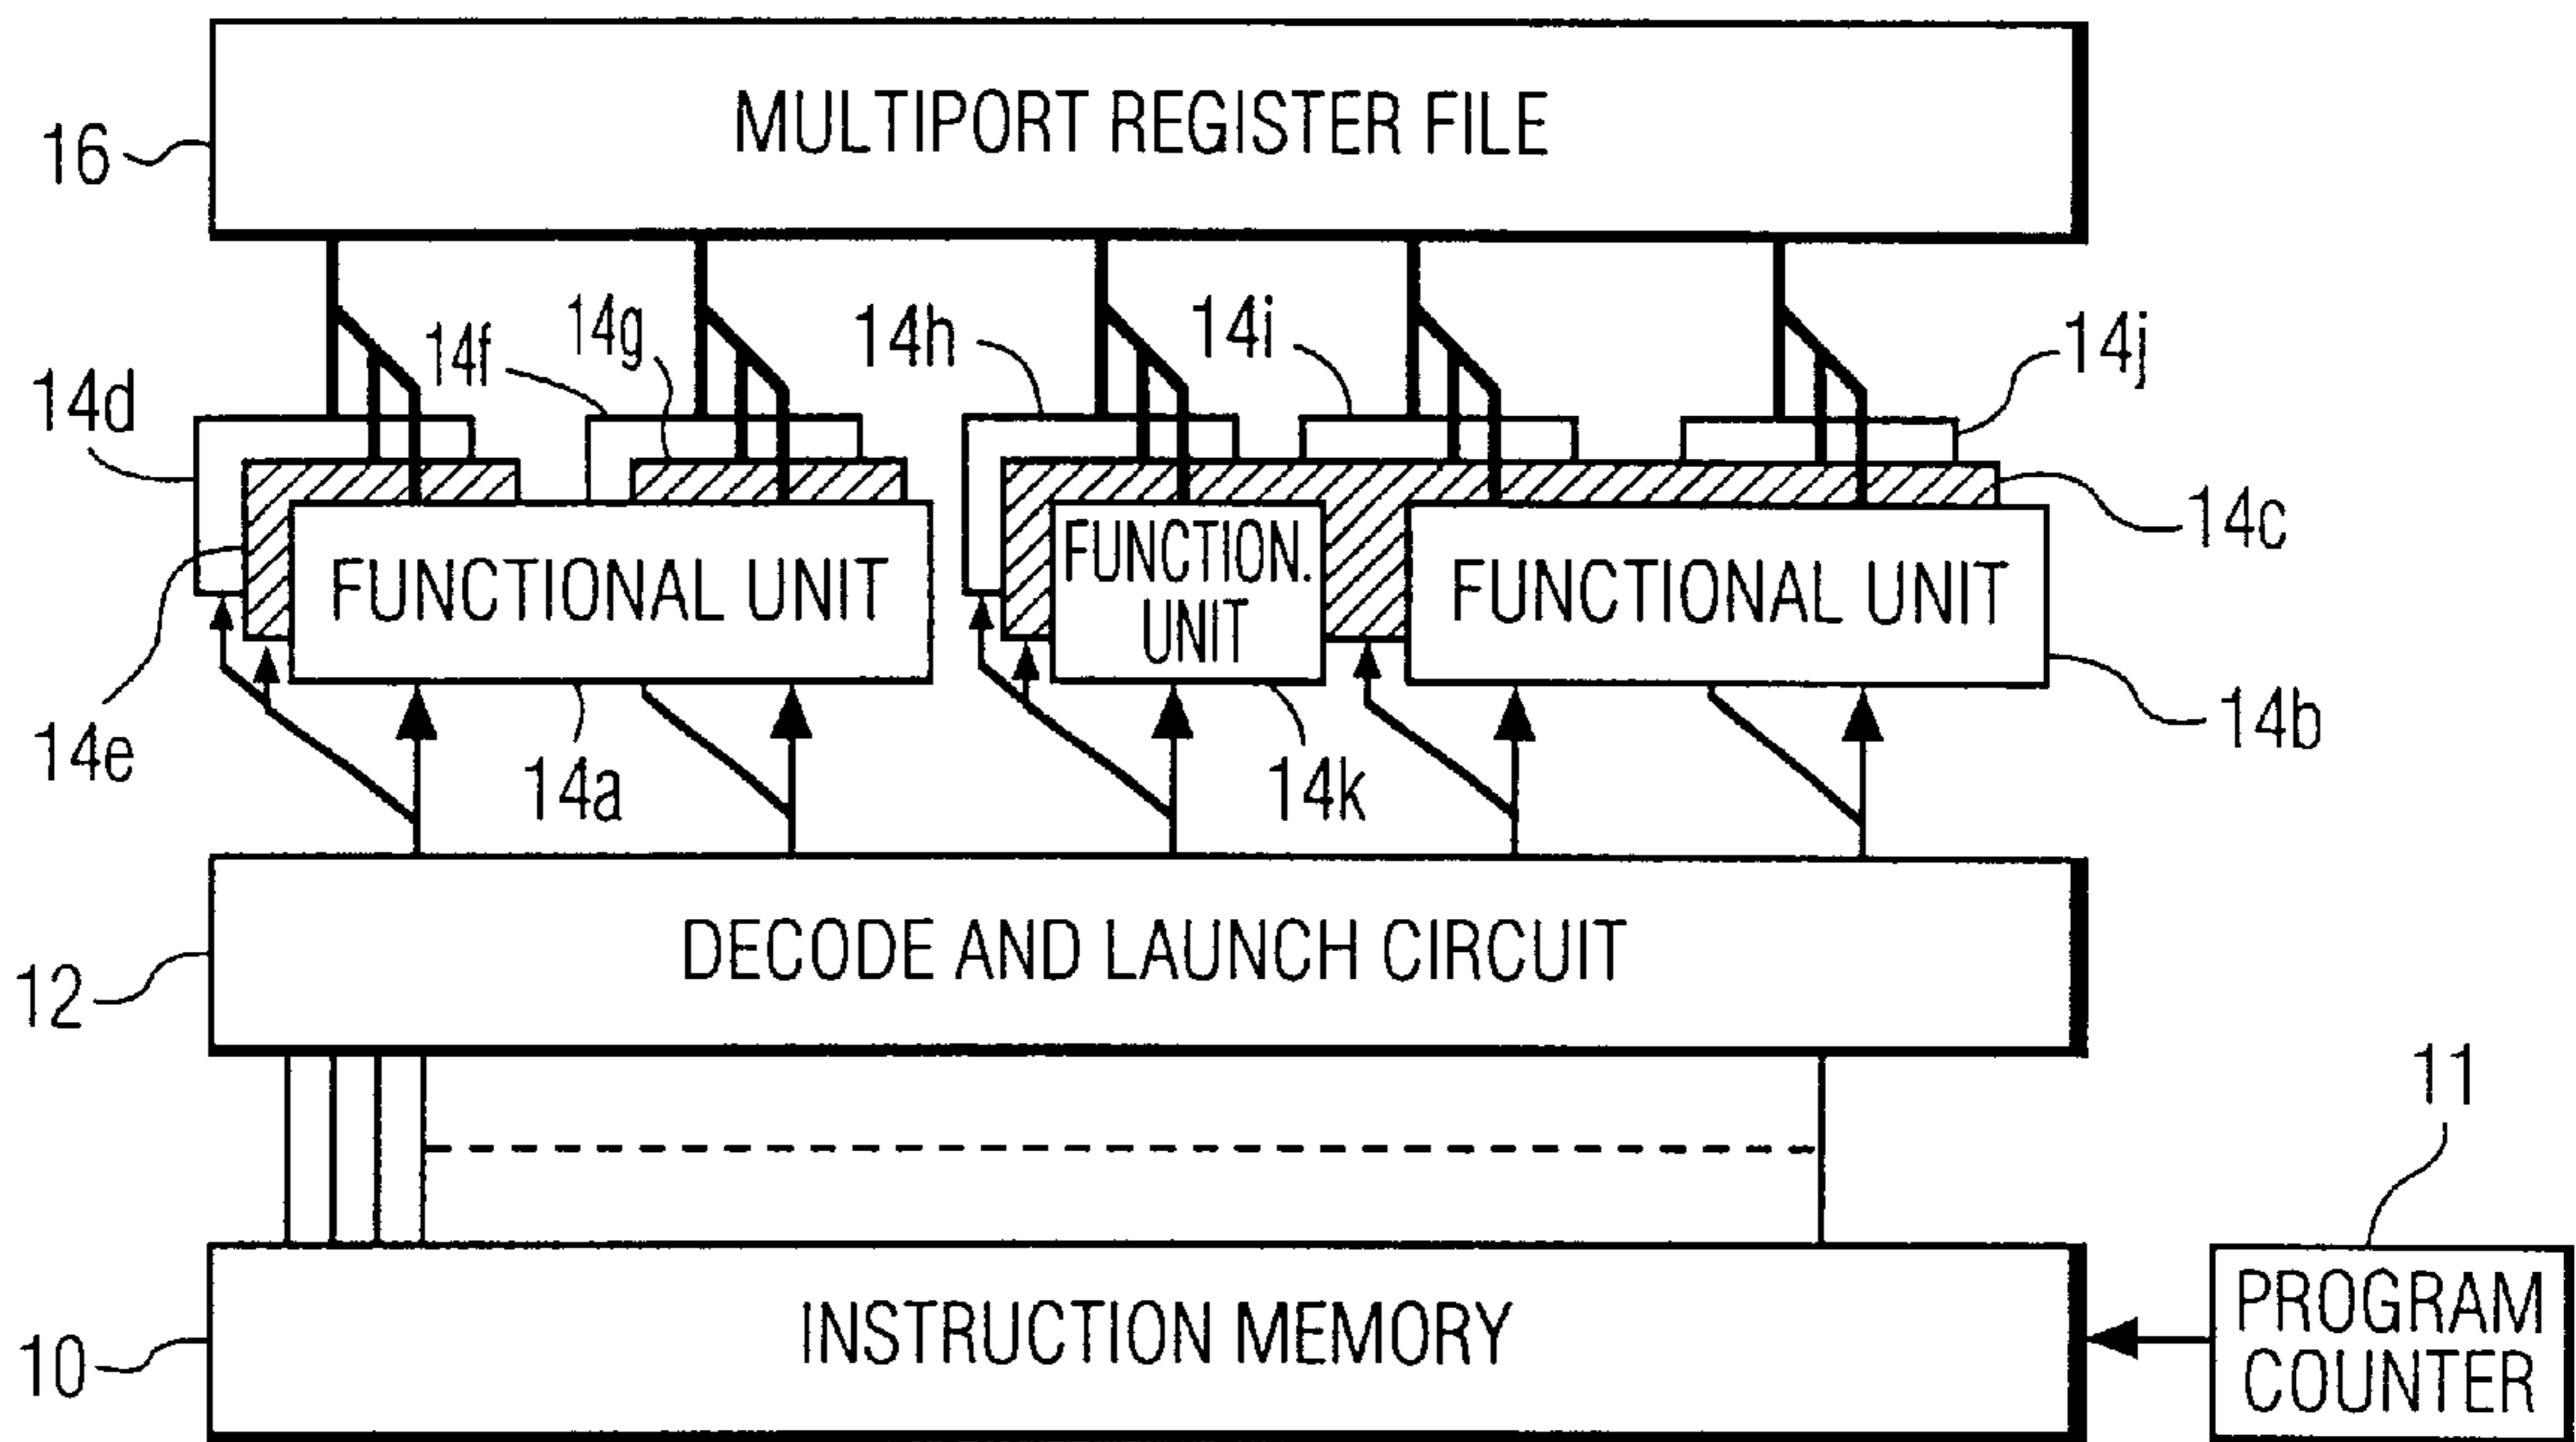 MULTIPORT REGISTER FILE
16
14d
14f
14g
14h
14i
14j
14c
FUNCTIONAL UNIT
FUNCTION.
UNIT
FUNCTIONAL UNIT
14e
14a
14k
14b
DECODE AND LAUNCH CIRCUIT
12
11
INSTRUCTION MEMORY
10
PROGRAM
COUNTER